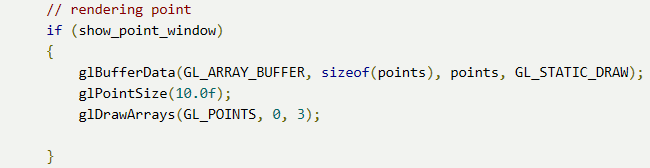 // rendering point
if (show_point_window)
{
glBufferData(GL_ARRAY_BUFFER, sizeof(points), points, GL_STATIC_DRAW);
glPointSize(10.0f);
glDrawArrays(GL_POINTS, 0, 3);
}